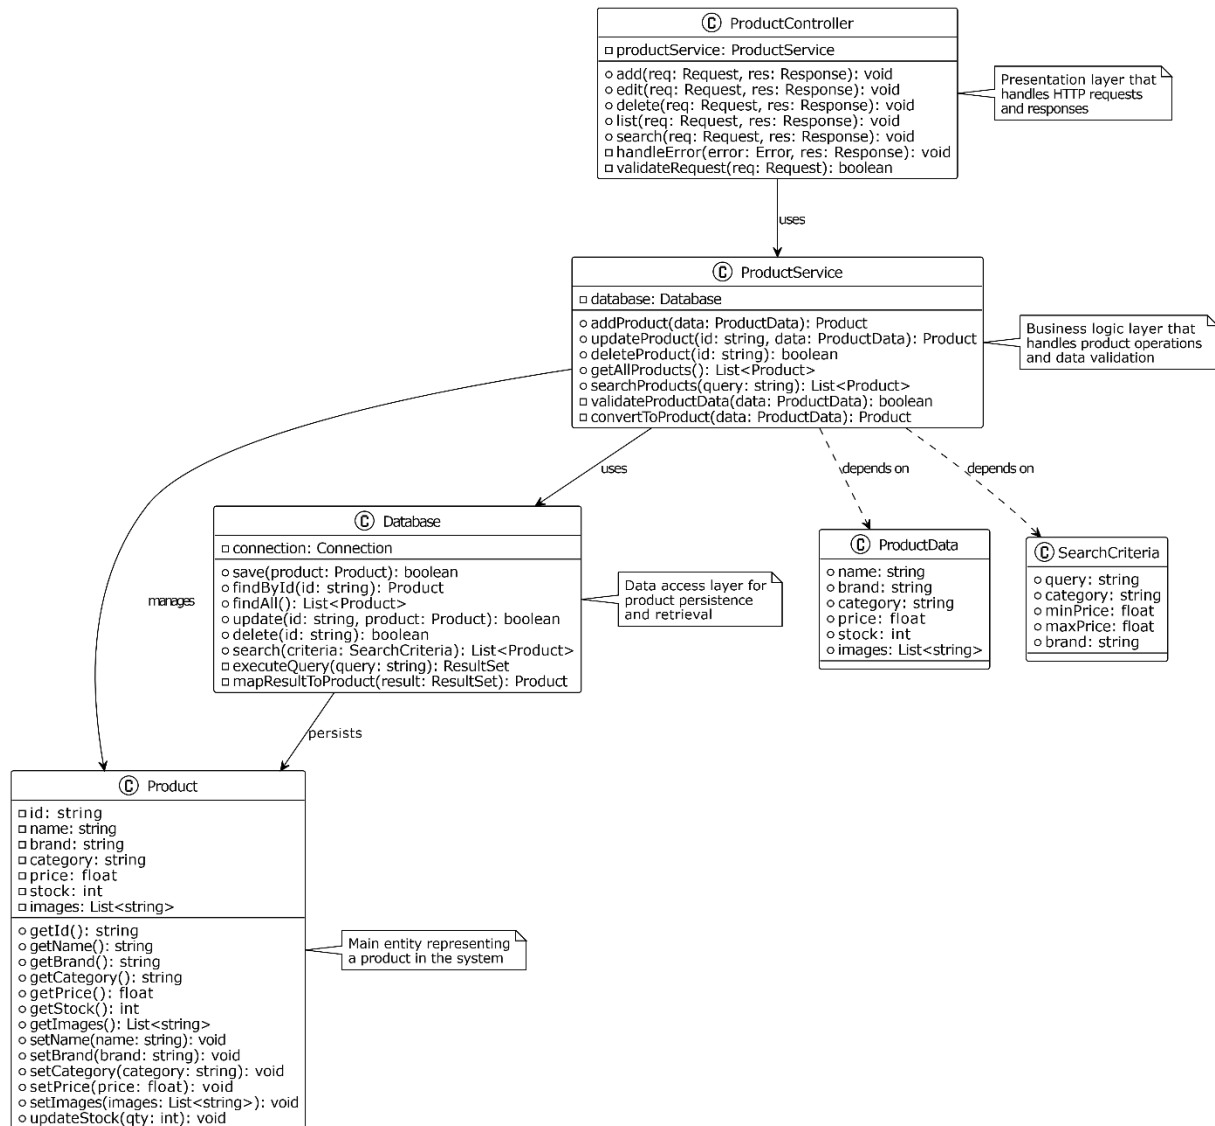 C ProductController
productService: ProductService
add(req: Request, res: Response): void
edit(req: Request, res: Response): void
delete(req: Request, res: Response): void
list(req: Request, res: Response): void
search(req: Request, res: Response): void
handleError(error: Error, res: Response): void
validateRequest(req: Request): boolean
Presentation layer that
handles HTTP requests
and responses
uses
C ProductService
database: Database
addProduct(data: ProductData): Product
updateProduct(id: string, data: ProductData): Product
deleteProduct(id: string): boolean
getAllProducts(): List<Product>
searchProducts(query: string): List<Product>
validateProductData(data: ProductData): boolean
convertToProduct(data: ProductData): Product
Business logic layer that
handles product operations
and data validation
uses
depends on
depends on
manages
C Database
connection: Connection
save(product: Product): boolean
findById(id: string): Product
findAll(): List<Product>
update(id: string, product: Product): boolean
delete(id: string): boolean
search(criteria: SearchCriteria): List<Product>
executeQuery(query: string): ResultSet
mapResultToProduct(result: ResultSet): Product
Data access layer for
product persistence
and retrieval
C ProductData
name: string
brand: string
category: string
price: float
stock: int
images: List<string>
C SearchCriteria
query: string
category: string
minPrice: float
maxPrice: float
brand: string
persists
C Product
id: string
name: string
brand: string
category: string
price: float
stock: int
images: List<string>
getId(): string
getName(): string
getBrand(): string
getCategory(): string
getPrice(): float
getStock(): int
getImages(): List<string>
setName(name: string): void
setBrand(brand: string): void
setCategory(category: string): void
setPrice(price: float): void
setImages(images: List<string>): void
updateStock(qty: int): void
Main entity representing
a product in the system